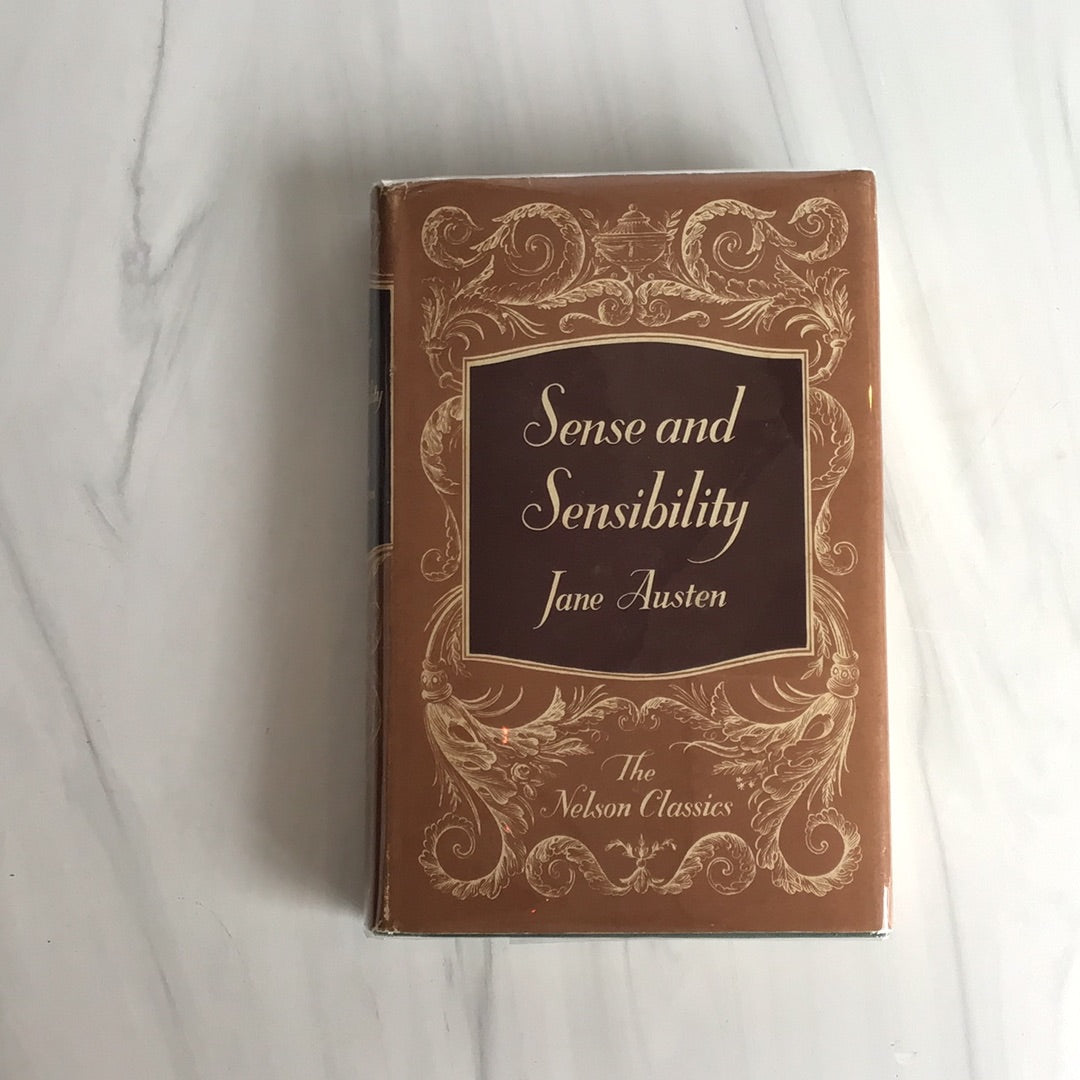 Sense and
Sensibility
Jane Austen
The
Nelson Classics